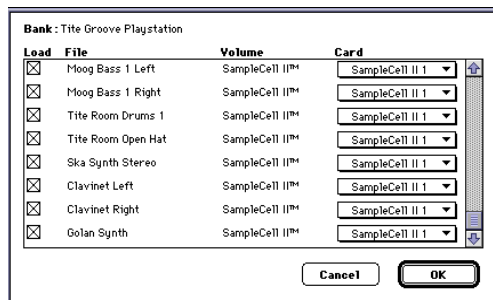 Bank: Tite Groove Playstation
Load File Volume Card
Moog Bass 1 Left SampleCell II™ SampleCell II 1
Moog Bass 1 Right SampleCell II™ SampleCell II 1
Tite Room Drums 1 SampleCell II™ SampleCell II 1
Tite Room Open Hat SampleCell II™ SampleCell II 1
Ska Synth Stereo SampleCell II™ SampleCell II 1
Clavinet Left SampleCell II™ SampleCell II 1
Clavinet Right SampleCell II™ SampleCell II 1
Golan Synth SampleCell II™ SampleCell II 1
Cancel OK